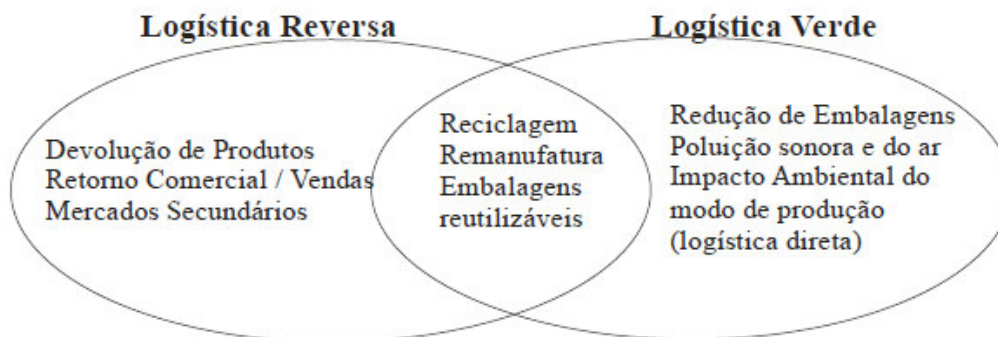 Logística Reversa
Logística Verde
Devolução de Produtos
Retorno Comercial / Vendas
Mercados Secundários
Reciclagem
Remanufatura
Embalagens
reutilizáveis
Redução de Embalagens
Poluição sonora e do ar
Impacto Ambiental do
modo de produção
(logística direta)